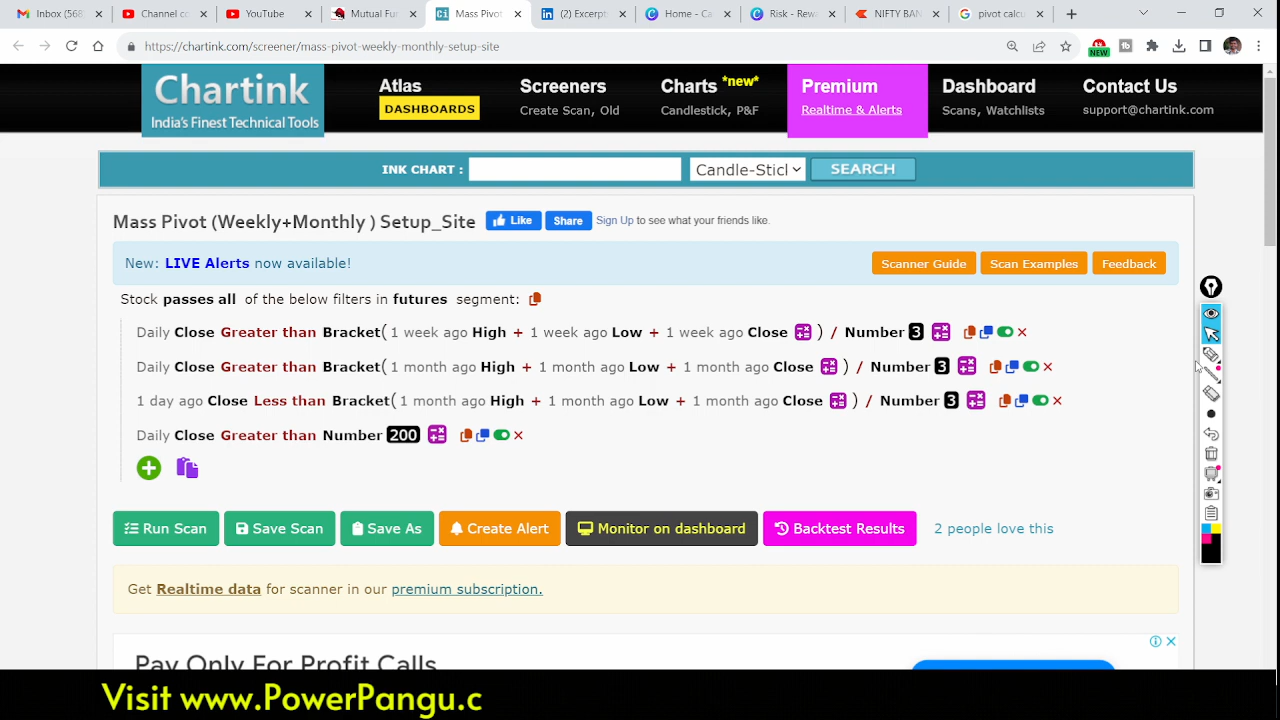 Inbox (568
Channel co
YouTube
Mutual Fur
Mass Pivot
(2) Excerpt
Home - Ca
Risk - Rew
NIFTY BAN
pivot calcu
https://chartink.com/screener/mass-pivot-weekly-monthly-setup-site
NEW
Chartink
India's Finest Technical Tools
Atlas
DASHBOARDS
Screeners
Create Scan, Old
Charts *new*
Candlestick, P&F
Premium
Realtime & Alerts
Dashboard
Scans, Watchlists
Contact Us
support@chartink.com
INK CHART :
Candle-Sticl
SEARCH
Mass Pivot (Weekly+Monthly ) Setup_Site
Like
Share
Sign Up to see what your friends like.
New: LIVE Alerts now available!
Scanner Guide
Scan Examples
Feedback
Stock passes all of the below filters in futures segment:
Daily Close Greater than Bracket( 1 week ago High + 1 week ago Low + 1 week ago Close ) / Number 3
Daily Close Greater than Bracket( 1 month ago High + 1 month ago Low + 1 month ago Close ) / Number 3
1 day ago Close Less than Bracket( 1 month ago High + 1 month ago Low + 1 month ago Close ) / Number 3
Daily Close Greater than Number 200
Run Scan
Save Scan
Save As
Create Alert
Monitor on dashboard
Backtest Results
2 people love this
Get Realtime data for scanner in our premium subscription.
Pay Only For Profit Calls
Visit www.PowerPangu.c